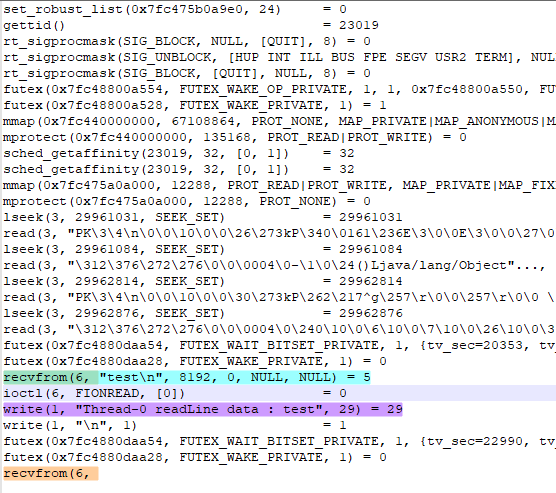 set_robust_list(0x7fc475b0a9e0, 24)     = 0
gettid()                                = 23019
rt_sigprocmask(SIG_BLOCK, NULL, [QUIT], 8) = 0
rt_sigprocmask(SIG_UNBLOCK, [HUP INT ILL BUS FPE SEGV USR2 TERM], NUL
rt_sigprocmask(SIG_BLOCK, [QUIT], NULL, 8) = 0
futex(0x7fc48800a554, FUTEX_WAKE_OP_PRIVATE, 1, 1, 0x7fc48800a550, FU
futex(0x7fc48800a528, FUTEX_WAKE_PRIVATE, 1) = 1
mmap(0x7fc440000000, 67108864, PROT_NONE, MAP_PRIVATE|MAP_ANONYMOUS|M
mprotect(0x7fc440000000, 135168, PROT_READ|PROT_WRITE) = 0
sched_getaffinity(23019, 32, [0, 1])    = 32
sched_getaffinity(23019, 32, [0, 1])    = 32
mmap(0x7fc475a0a000, 12288, PROT_READ|PROT_WRITE, MAP_PRIVATE|MAP_FIX
mprotect(0x7fc475a0a000, 12288, PROT_NONE) = 0
lseek(3, 29961031, SEEK_SET)            = 29961031
read(3, "PK\3\4\n\0\0\10\0\0\26\273kP\340\0161\236E\3\0\0E\3\0\0\27\0
lseek(3, 29961084, SEEK_SET)            = 29961084
read(3, "\312\376\272\276\0\0\0004\0-\1\0\24()Ljava/lang/Object"...,
lseek(3, 29962814, SEEK_SET)            = 29962814
read(3, "PK\3\4\n\0\0\10\0\0\30\273kP\262\217^g\257\r\0\0\257\r\0\0 \
lseek(3, 29962876, SEEK_SET)            = 29962876
read(3, "\312\376\272\276\0\0\0004\0\240\10\0\6\10\0\7\10\0\26\10\0\3
futex(0x7fc4880daa54, FUTEX_WAIT_BITSET_PRIVATE, 1, {tv_sec=20353, tv_
futex(0x7fc4880daa28, FUTEX_WAKE_PRIVATE, 1) = 0
recvfrom(6, "test\n", 8192, 0, NULL, NULL) = 5
ioctl(6, FIONREAD, [0])                 = 0
write(1, "Thread-0 readLine data : test", 29) = 29
write(1, "\n", 1)                       = 1
futex(0x7fc4880daa54, FUTEX_WAIT_BITSET_PRIVATE, 1, {tv_sec=22990, tv_
futex(0x7fc4880daa28, FUTEX_WAKE_PRIVATE, 1) = 0
recvfrom(6,